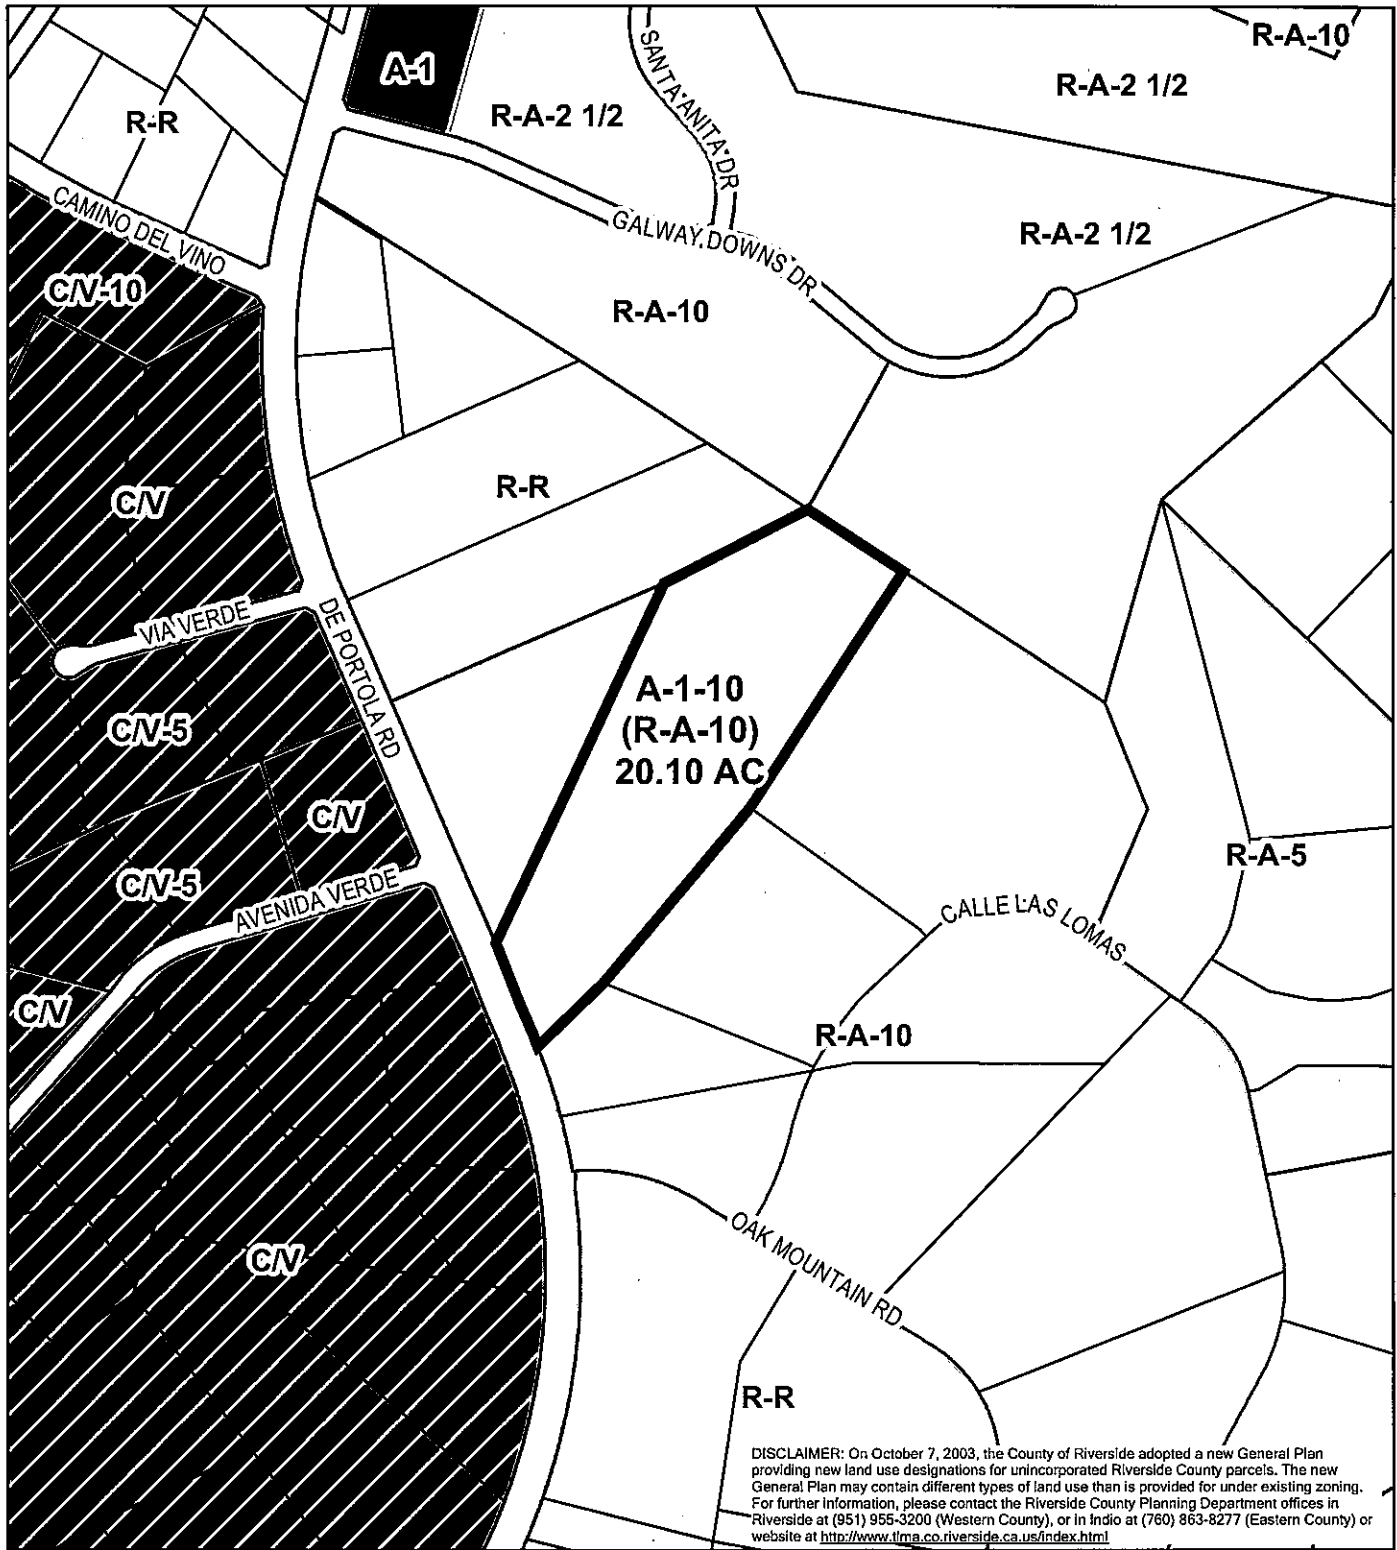 R-A-10
A-1
R-A-2 1/2
R-A-2 1/2
R-R
SANTA ANITA DR
CAMINO DEL VINO
GALWAY DOWNS DR
R-A-2 1/2
C/V-10
R-A-10
C/V
R-R
VIA VERDE
DE PORTOLA RD
A-1-10
(R-A-10)
20.10 AC
C/V-5
C/V
R-A-5
C/V-5
AVENIDA VERDE
CALLE LAS LOMAS
C/V
R-A-10
C/V
OAK MOUNTAIN RD
R-R
DISCLAIMER: On October 7, 2003, the County of Riverside adopted a new General Plan
providing new land use designations for unincorporated Riverside County parcels. The new
General Plan may contain different types of land use than is provided for under existing zoning.
For further information, please contact the Riverside County Planning Department offices in
Riverside at (951) 955-3200 (Western County), or in Indio at (760) 863-8277 (Eastern County) or
website at http://www.tlma.co.riverside.ca.us/index.html